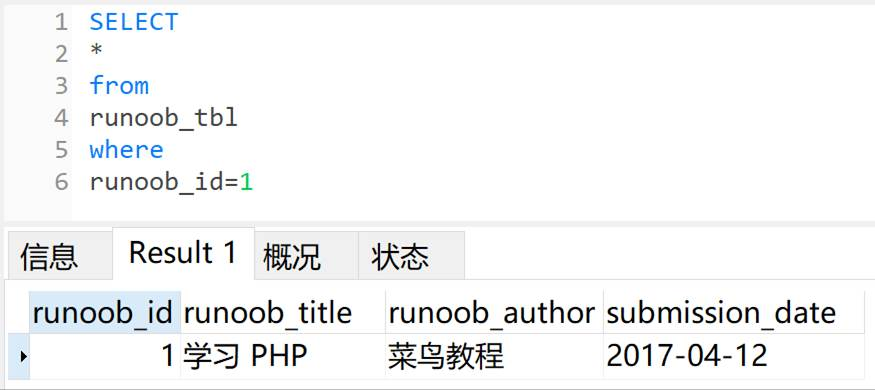 1 SELECT
2 *
3 from
4 runoob_tbl
5 where
6 runoob_id=1
信息 Result 1 概况 状态
runoob_id runoob_title runoob_author submission_date
1 学习 PHP 菜鸟教程 2017-04-12